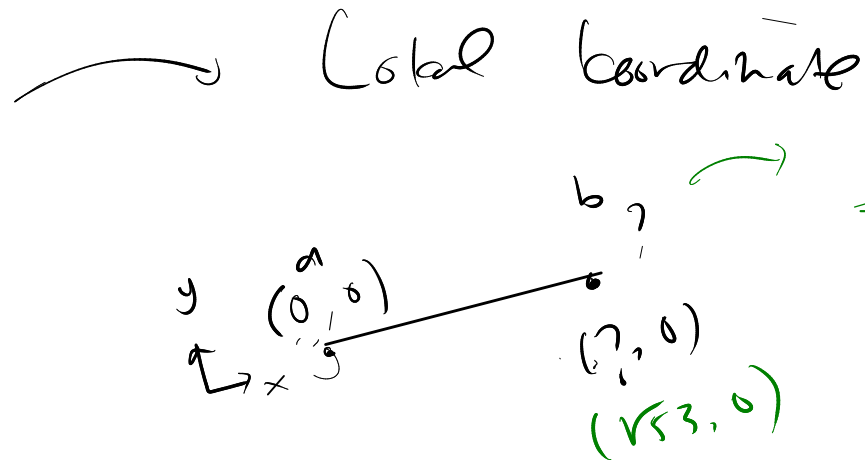 Local Coordinate
b ?
a
y (0, 0)
x (?, 0)
(√53, 0)